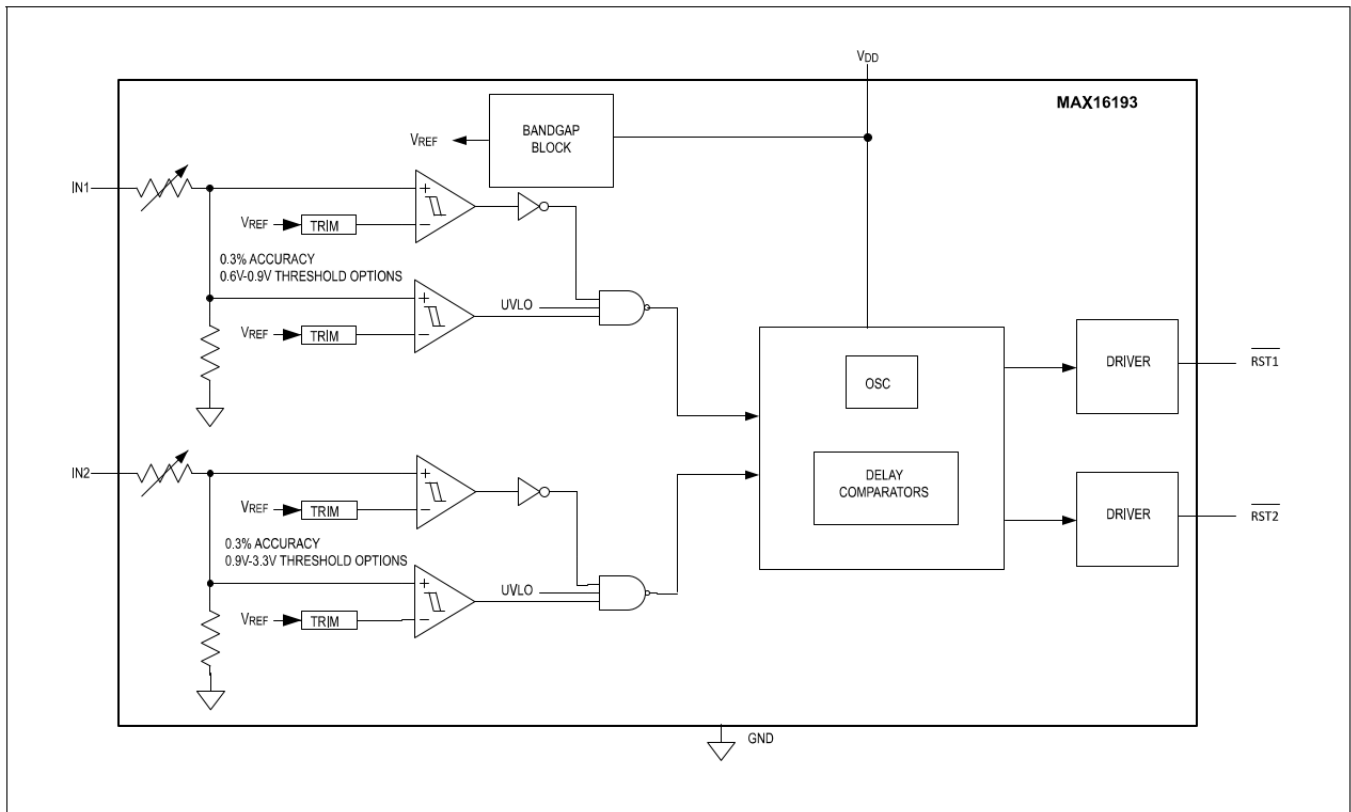 VDD
MAX16193
BANDGAP
BLOCK
VREF
IN1
VREF
TRIM
0.3% ACCURACY
0.6V-0.9V THRESHOLD OPTIONS
UVLO
VREF
TRIM
OSC
DRIVER
RST1
IN2
DELAY
COMPARATORS
VREF
TRIM
DRIVER
RST2
0.3% ACCURACY
0.9V-3.3V THRESHOLD OPTIONS
UVLO
VREF
TRIM
GND